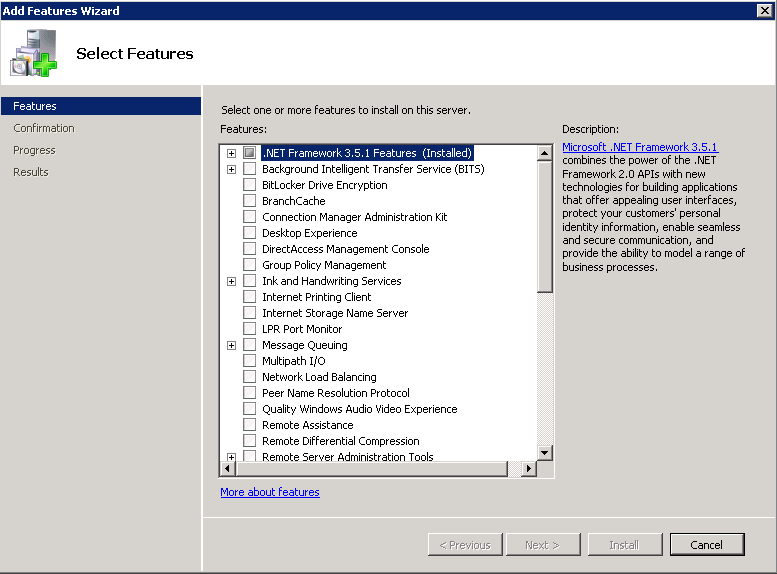 Add Features Wizard
Select Features
Features
Confirmation
Progress
Results
Select one or more features to install on this server.
Features:
.NET Framework 3.5.1 Features (Installed)
Background Intelligent Transfer Service (BITS)
BitLocker Drive Encryption
BranchCache
Connection Manager Administration Kit
Desktop Experience
DirectAccess Management Console
Group Policy Management
Ink and Handwriting Services
Internet Printing Client
Internet Storage Name Server
LPR Port Monitor
Message Queuing
Multipath I/O
Network Load Balancing
Peer Name Resolution Protocol
Quality Windows Audio Video Experience
Remote Assistance
Remote Differential Compression
Remote Server Administration Tools
More about features
Description:
Microsoft .NET Framework 3.5.1
combines the power of the .NET
Framework 2.0 APIs with new
technologies for building applications
that offer appealing user interfaces,
protect your customers' personal
identity information, enable seamless
and secure communication, and
provide the ability to model a range of
business processes.
< Previous
Next >
Install
Cancel